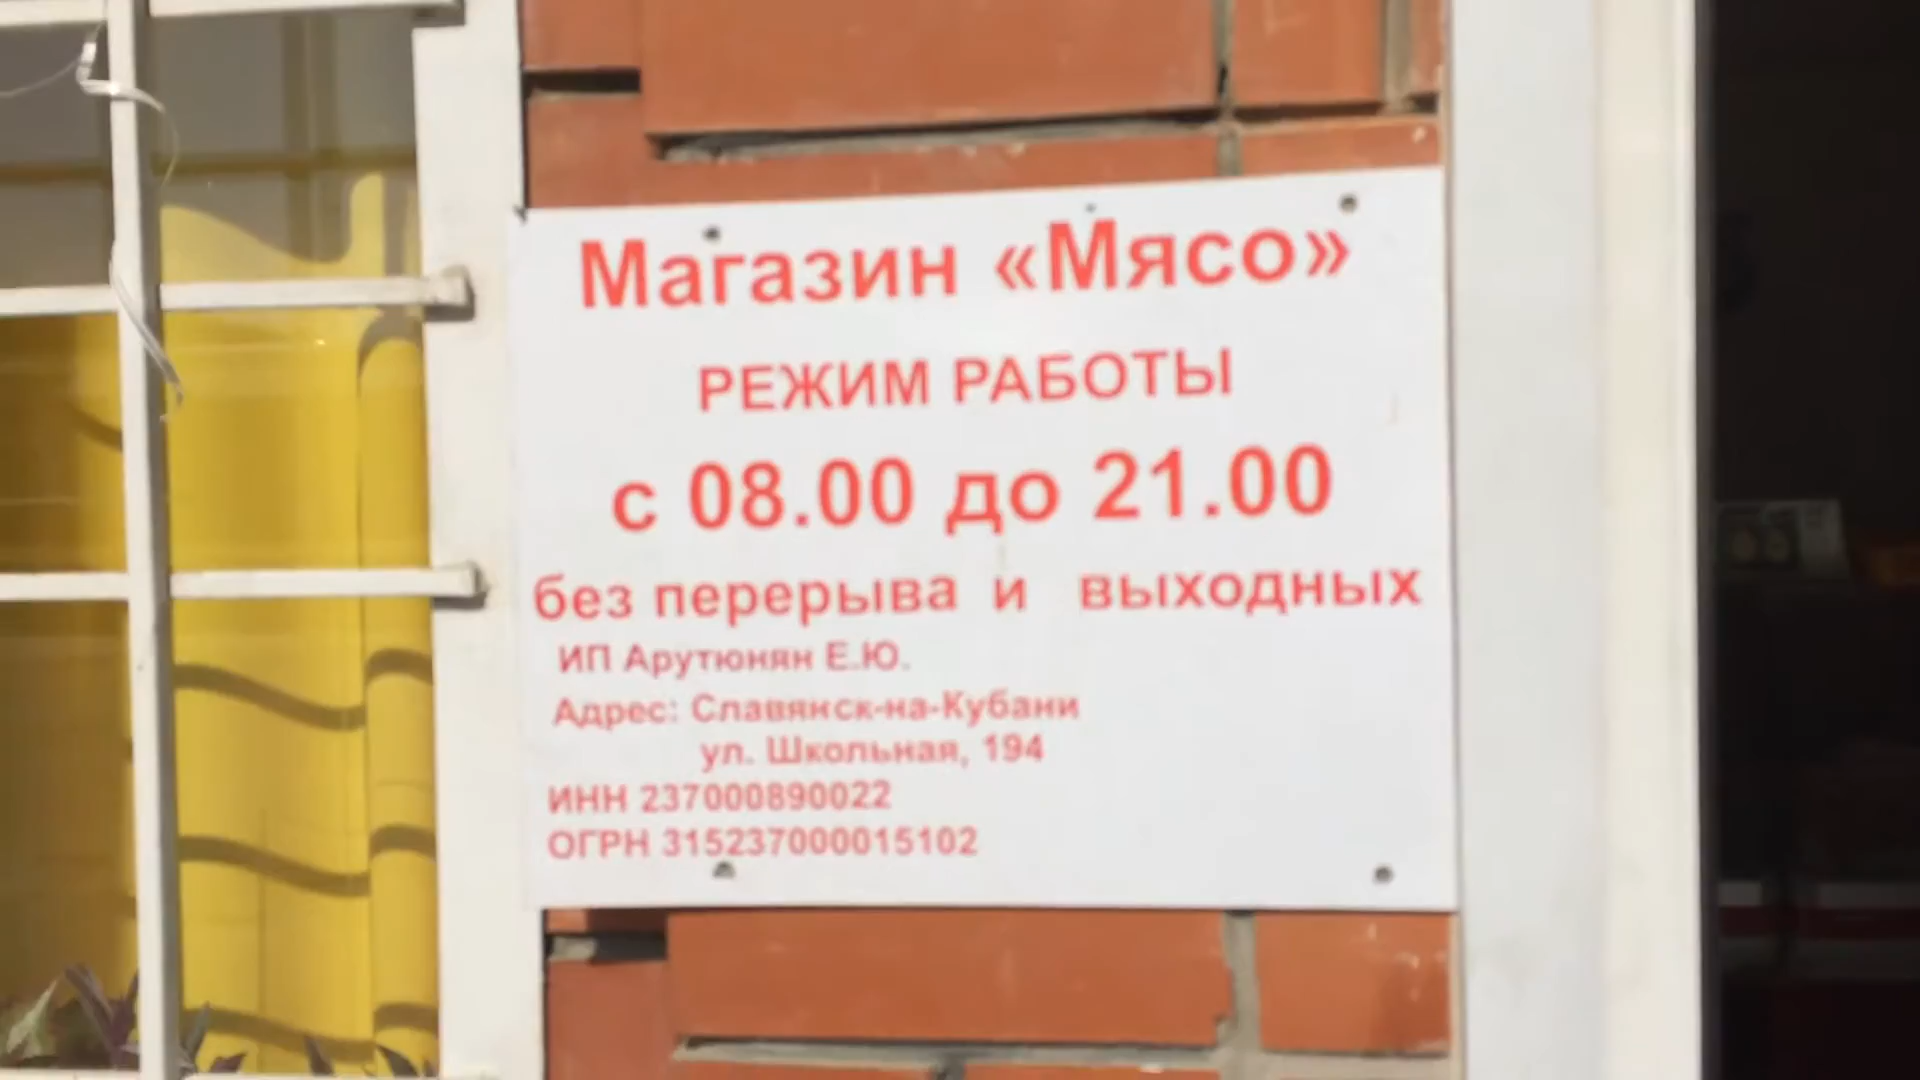 Магазин «Мясо»
РЕЖИМ РАБОТЫ
с 08.00 до 21.00
без перерыва и выходных
ИП Арутюнян Е.Ю.
Адрес: Славянск-на-Кубани
ул. Школьная, 194
ИНН 237000890022
ОГРН 315237000015102